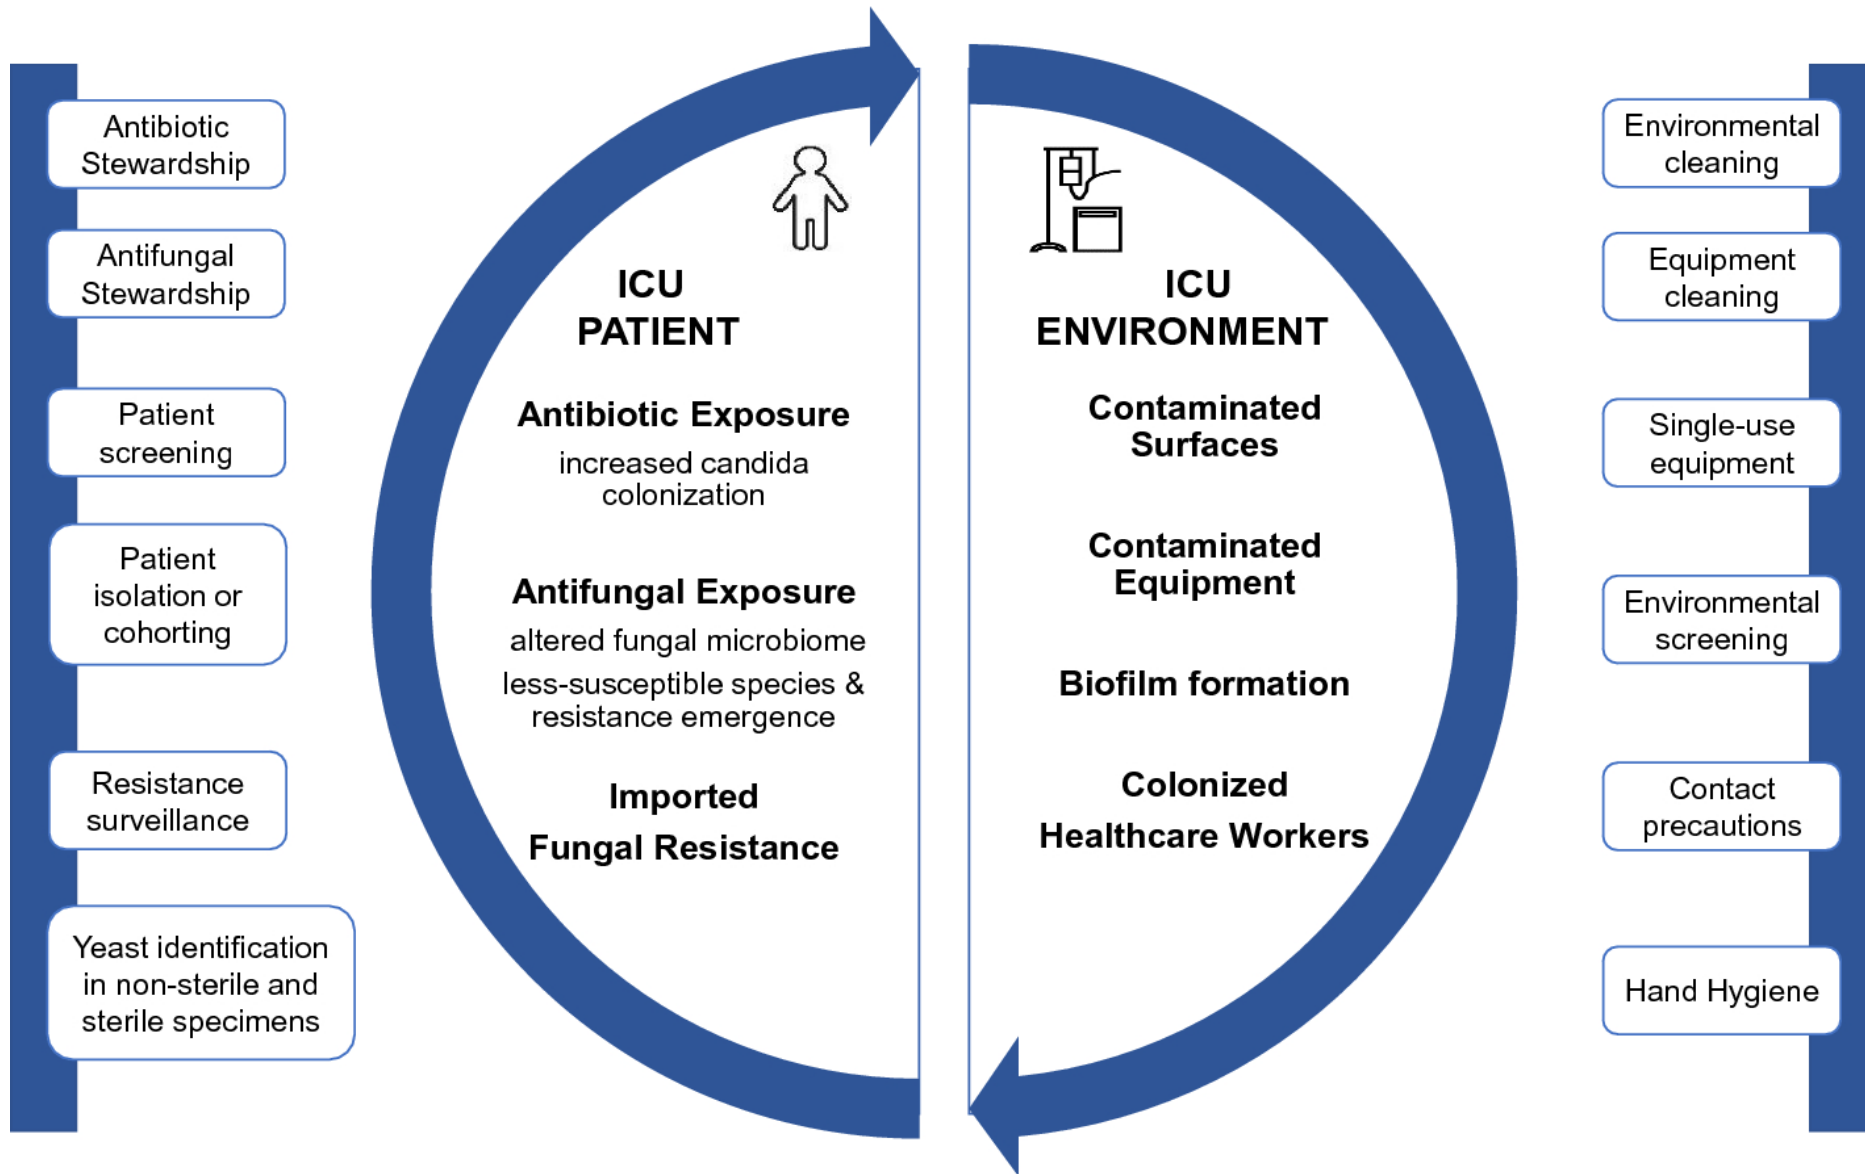 Antibiotic
Stewardship
Antifungal
Stewardship
Patient
screening
Patient
isolation or
cohorting
Resistance
surveillance
Yeast identification
in non-sterile and
sterile specimens
ICU
PATIENT
Antibiotic Exposure
increased candida
colonization
Antifungal Exposure
altered fungal microbiome
less-susceptible species &
resistance emergence
Imported
Fungal Resistance
ICU
ENVIRONMENT
Contaminated
Surfaces
Contaminated
Equipment
Biofilm formation
Colonized
Healthcare Workers
Environmental
cleaning
Equipment
cleaning
Single-use
equipment
Environmental
screening
Contact
precautions
Hand Hygiene